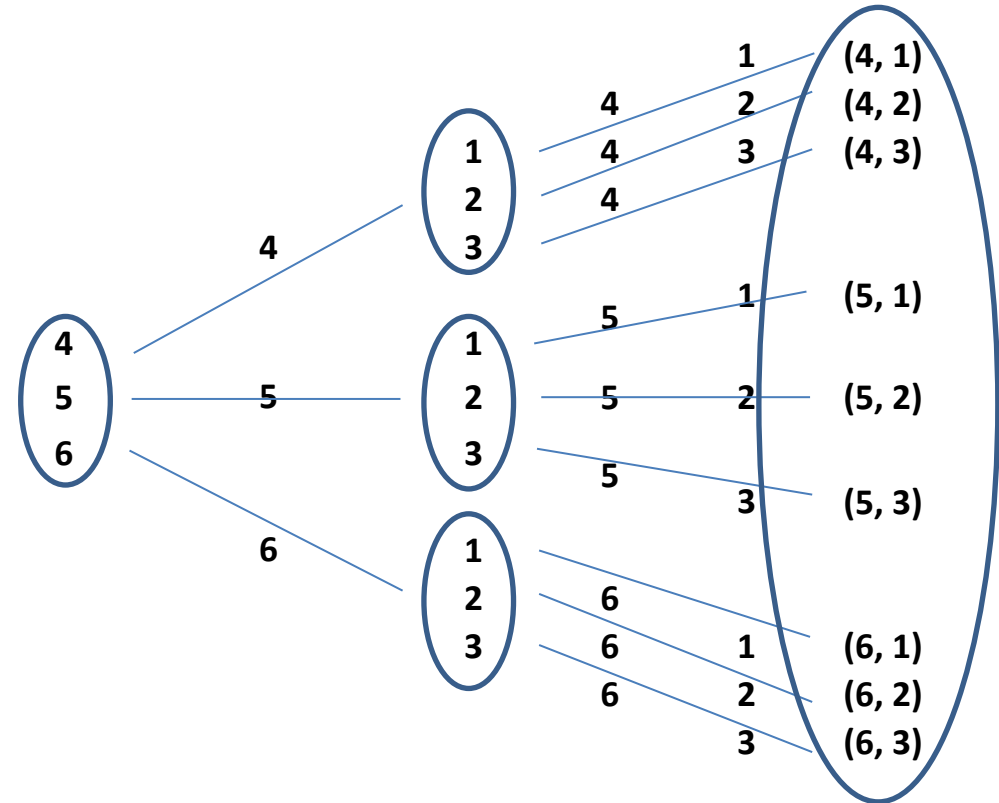 1 (4, 1)
4 2 (4, 2)
1 4 3 (4, 3)
2 4
3
4
1 (5, 1)
5
4 1
5 5 2 5 2 (5, 2)
6 3
5
3 (5, 3)
6 1
2 6
3 6 1 (6, 1)
6 2 (6, 2)
3 (6, 3)